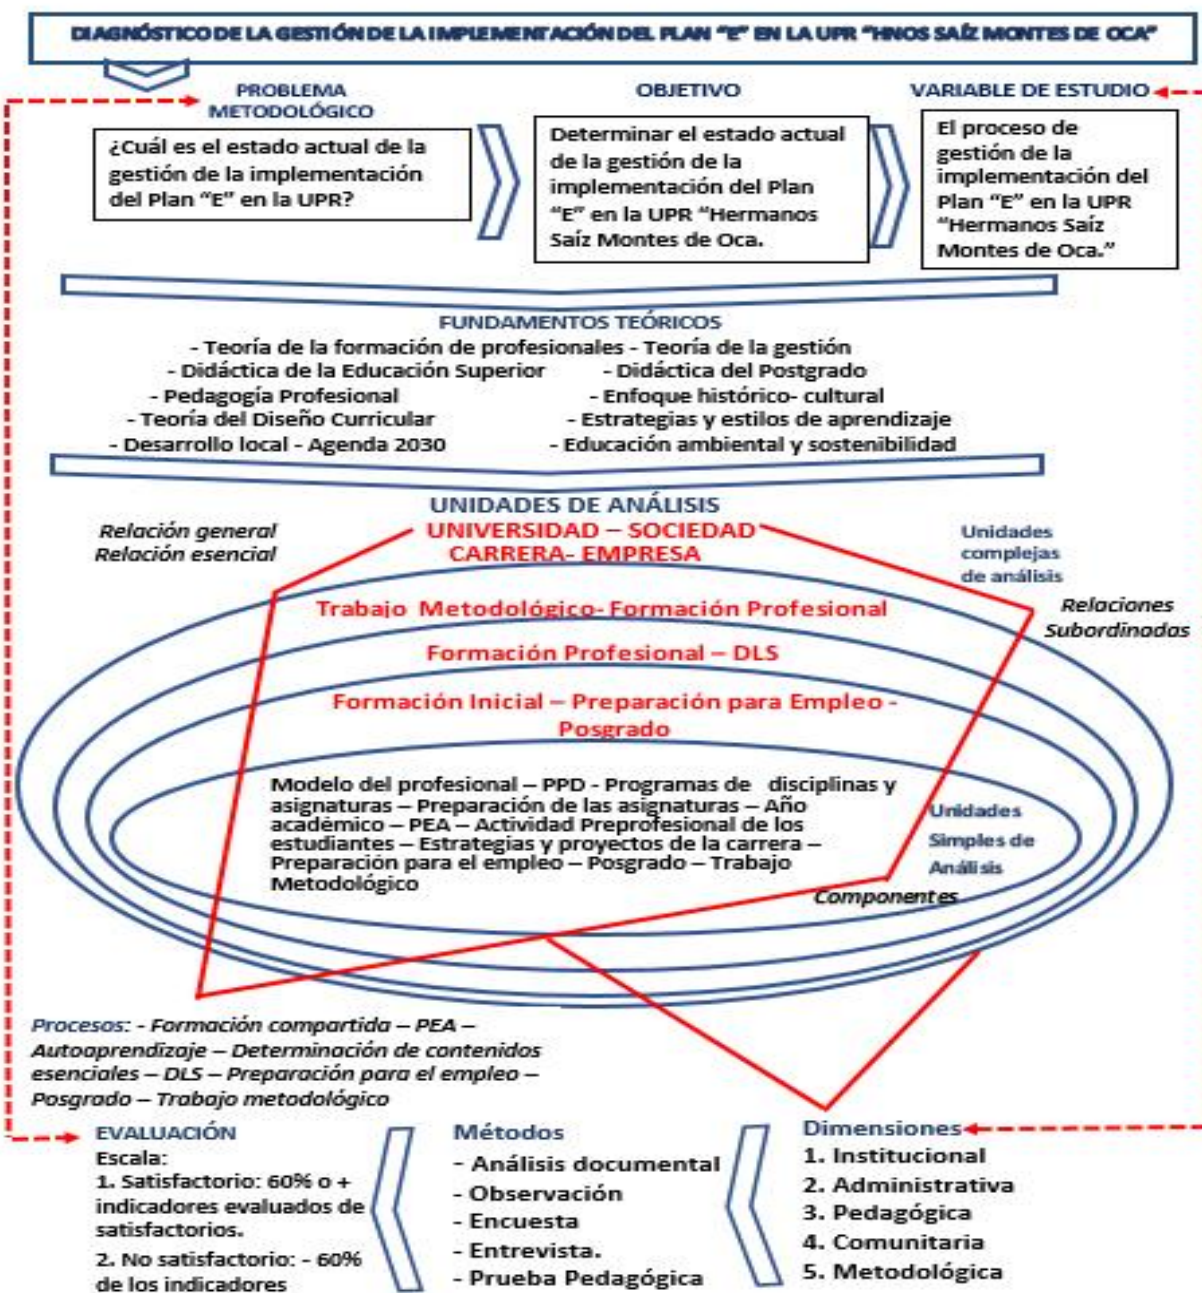 DIAGNÓSTICO DE LA GESTIÓN DE LA IMPLEMENTACIÓN DEL PLAN “E” EN LA UPR “HNOS SAÍZ MONTES DE OCA”
PROBLEMA
METODOLÓGICO
¿Cuál es el estado actual de la
gestión de la implementación
del Plan “E” en la UPR?
OBJETIVO
Determinar el estado actual
de la gestión de la
implementación del Plan
“E” en la UPR “Hermanos
Saíz Montes de Oca.
VARIABLE DE ESTUDIO
El proceso de
gestión de la
implementación del
Plan “E” en la UPR
“Hermanos Saíz
Montes de Oca.”
FUNDAMENTOS TEÓRICOS
- Teoría de la formación de profesionales - Teoría de la gestión
- Didáctica de la Educación Superior - Didáctica del Postgrado
- Pedagogía Profesional - Enfoque histórico- cultural
- Teoría del Diseño Curricular - Estrategias y estilos de aprendizaje
- Desarrollo local - Agenda 2030 - Educación ambiental y sostenibilidad
UNIDADES DE ANÁLISIS
Relación general
Relación esencial
UNIVERSIDAD – SOCIEDAD
CARRERA- EMPRESA
Unidades
complejas
de análisis
Relaciones
Subordinadas
Trabajo Metodológico- Formación Profesional
Formación Profesional – DLS
Formación Inicial – Preparación para Empleo -
Posgrado
Modelo del profesional – PPD - Programas de disciplinas y
asignaturas – Preparación de las asignaturas – Año
académico – PEA – Actividad Preprofesional de los
estudiantes – Estrategias y proyectos de la carrera –
Preparación para el empleo – Posgrado – Trabajo
Metodológico
Unidades
Simples de
Análisis
Componentes
Procesos: - Formación compartida – PEA –
Autoaprendizaje – Determinación de contenidos
esenciales – DLS – Preparación para el empleo –
Posgrado – Trabajo metodológico
EVALUACIÓN
Escala:
1. Satisfactorio: 60% o +
indicadores evaluados de
satisfactorios.
2. No satisfactorio: - 60%
de los indicadores
Métodos
- Análisis documental
- Observación
- Encuesta
- Entrevista.
- Prueba Pedagógica
Dimensiones
1. Institucional
2. Administrativa
3. Pedagógica
4. Comunitaria
5. Metodológica